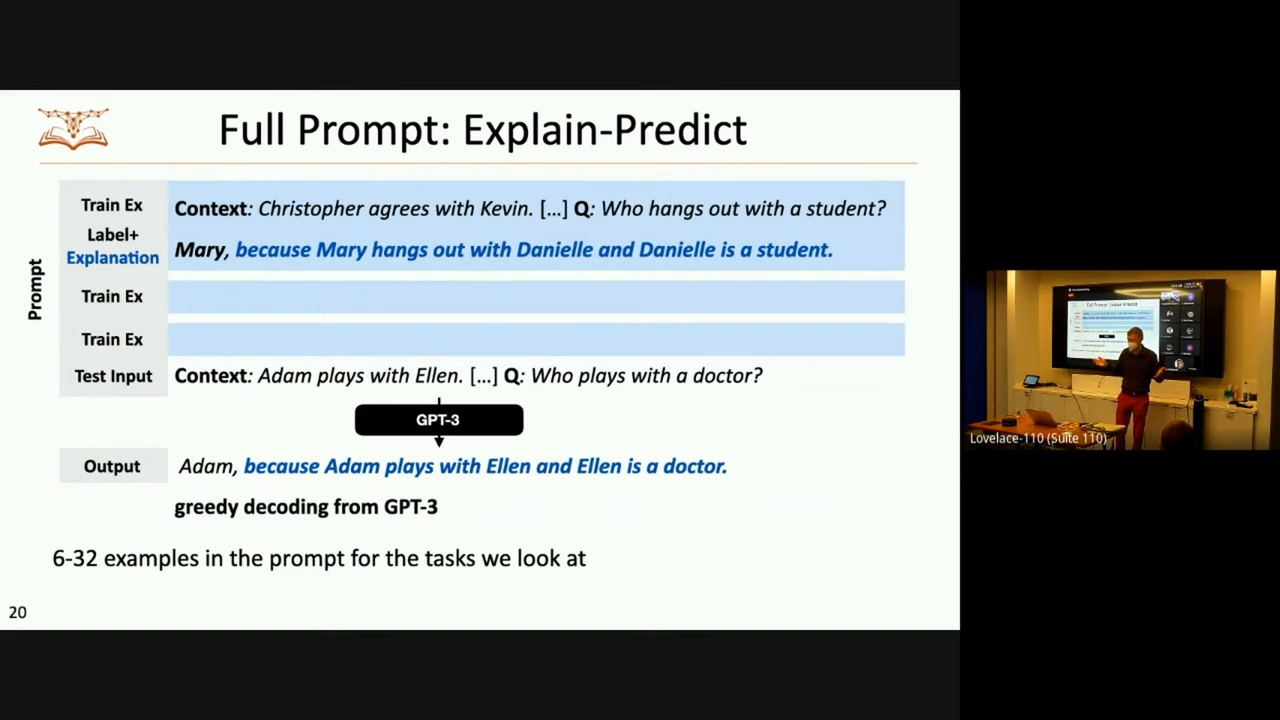 Full Prompt: Explain-Predict
Prompt
Train Ex
Context: Christopher agrees with Kevin. [...] Q: Who hangs out with a student?
Label+
Explanation
Mary, because Mary hangs out with Danielle and Danielle is a student.
Train Ex
Train Ex
Test Input
Context: Adam plays with Ellen. [...] Q: Who plays with a doctor?
GPT-3
Output
Adam, because Adam plays with Ellen and Ellen is a doctor.
greedy decoding from GPT-3
6-32 examples in the prompt for the tasks we look at
20
Full Prompt: Explain-Predict
Lovelace-110 (Suite 110)